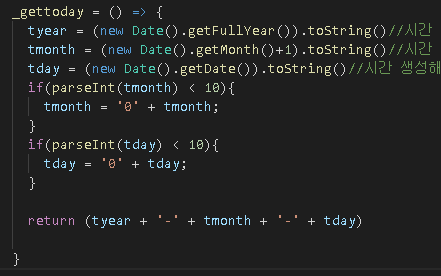 _gettoday = () => {
tyear = (new Date().getFullYear()).toString()//시간
tmonth = (new Date().getMonth()+1).toString()//시간
tday = (new Date().getDate()).toString()//시간 생성해
if(parseInt(tmonth) < 10){
tmonth = '0' + tmonth;
}
if(parseInt(tday) < 10){
tday = '0' + tday;
}
return (tyear + '-' + tmonth + '-' + tday)
}